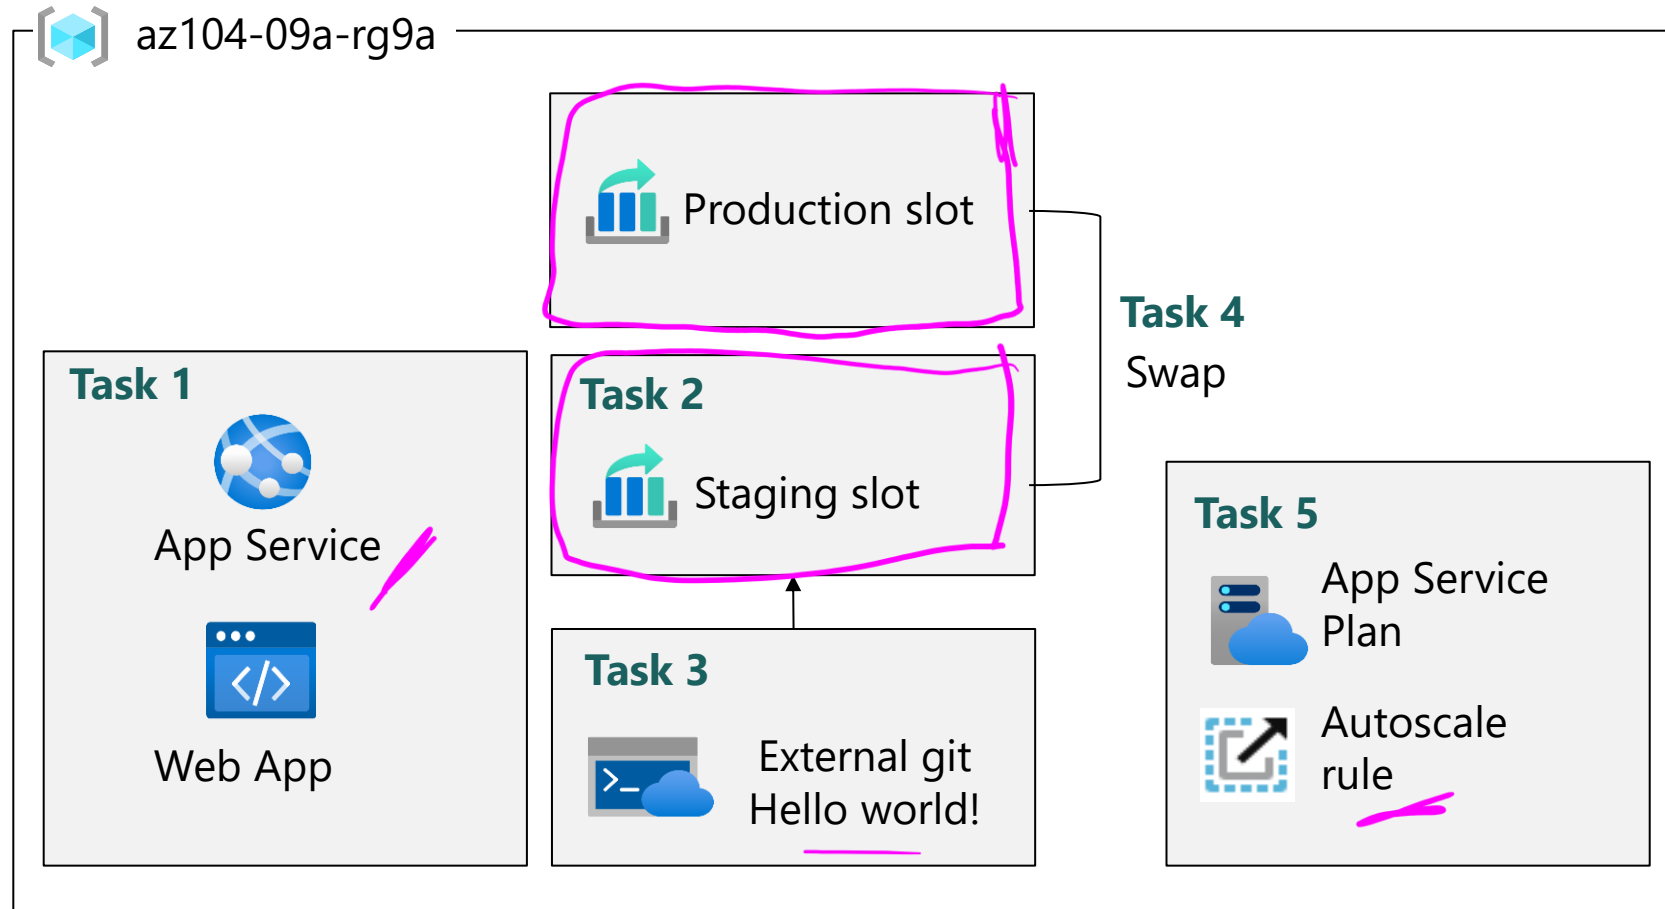 az104-09a-rg9a
Production slot
Task 4
Swap
Task 1
App Service
Web App
Task 2
Staging slot
Task 3
External git
Hello world!
Task 5
App Service
Plan
Autoscale
rule